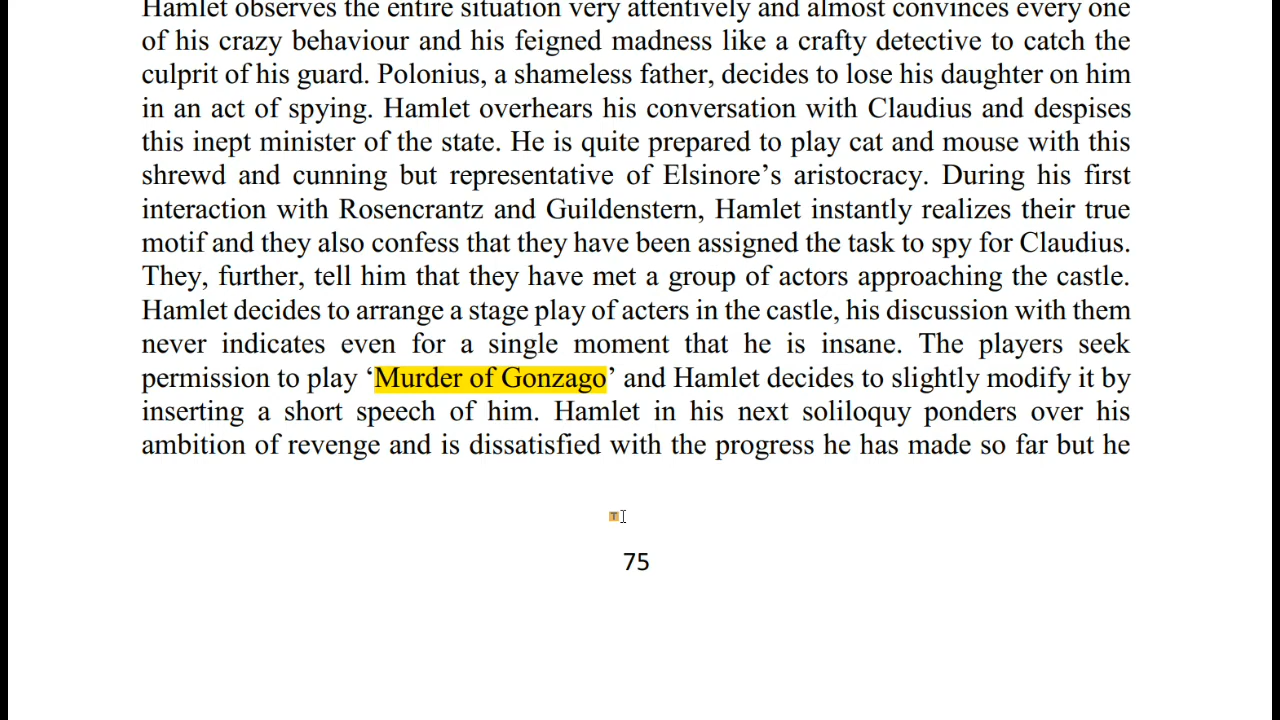 Hamlet observes the entire situation very attentively and almost convinces every one
of his crazy behaviour and his feigned madness like a crafty detective to catch the
culprit of his guard. Polonius, a shameless father, decides to lose his daughter on him
in an act of spying. Hamlet overhears his conversation with Claudius and despises
this inept minister of the state. He is quite prepared to play cat and mouse with this
shrewd and cunning but representative of Elsinore’s aristocracy. During his first
interaction with Rosencrantz and Guildenstern, Hamlet instantly realizes their true
motif and they also confess that they have been assigned the task to spy for Claudius.
They, further, tell him that they have met a group of actors approaching the castle.
Hamlet decides to arrange a stage play of acters in the castle, his discussion with them
never indicates even for a single moment that he is insane. The players seek
permission to play ‘Murder of Gonzago’ and Hamlet decides to slightly modify it by
inserting a short speech of him. Hamlet in his next soliloquy ponders over his
ambition of revenge and is dissatisfied with the progress he has made so far but he
T
75